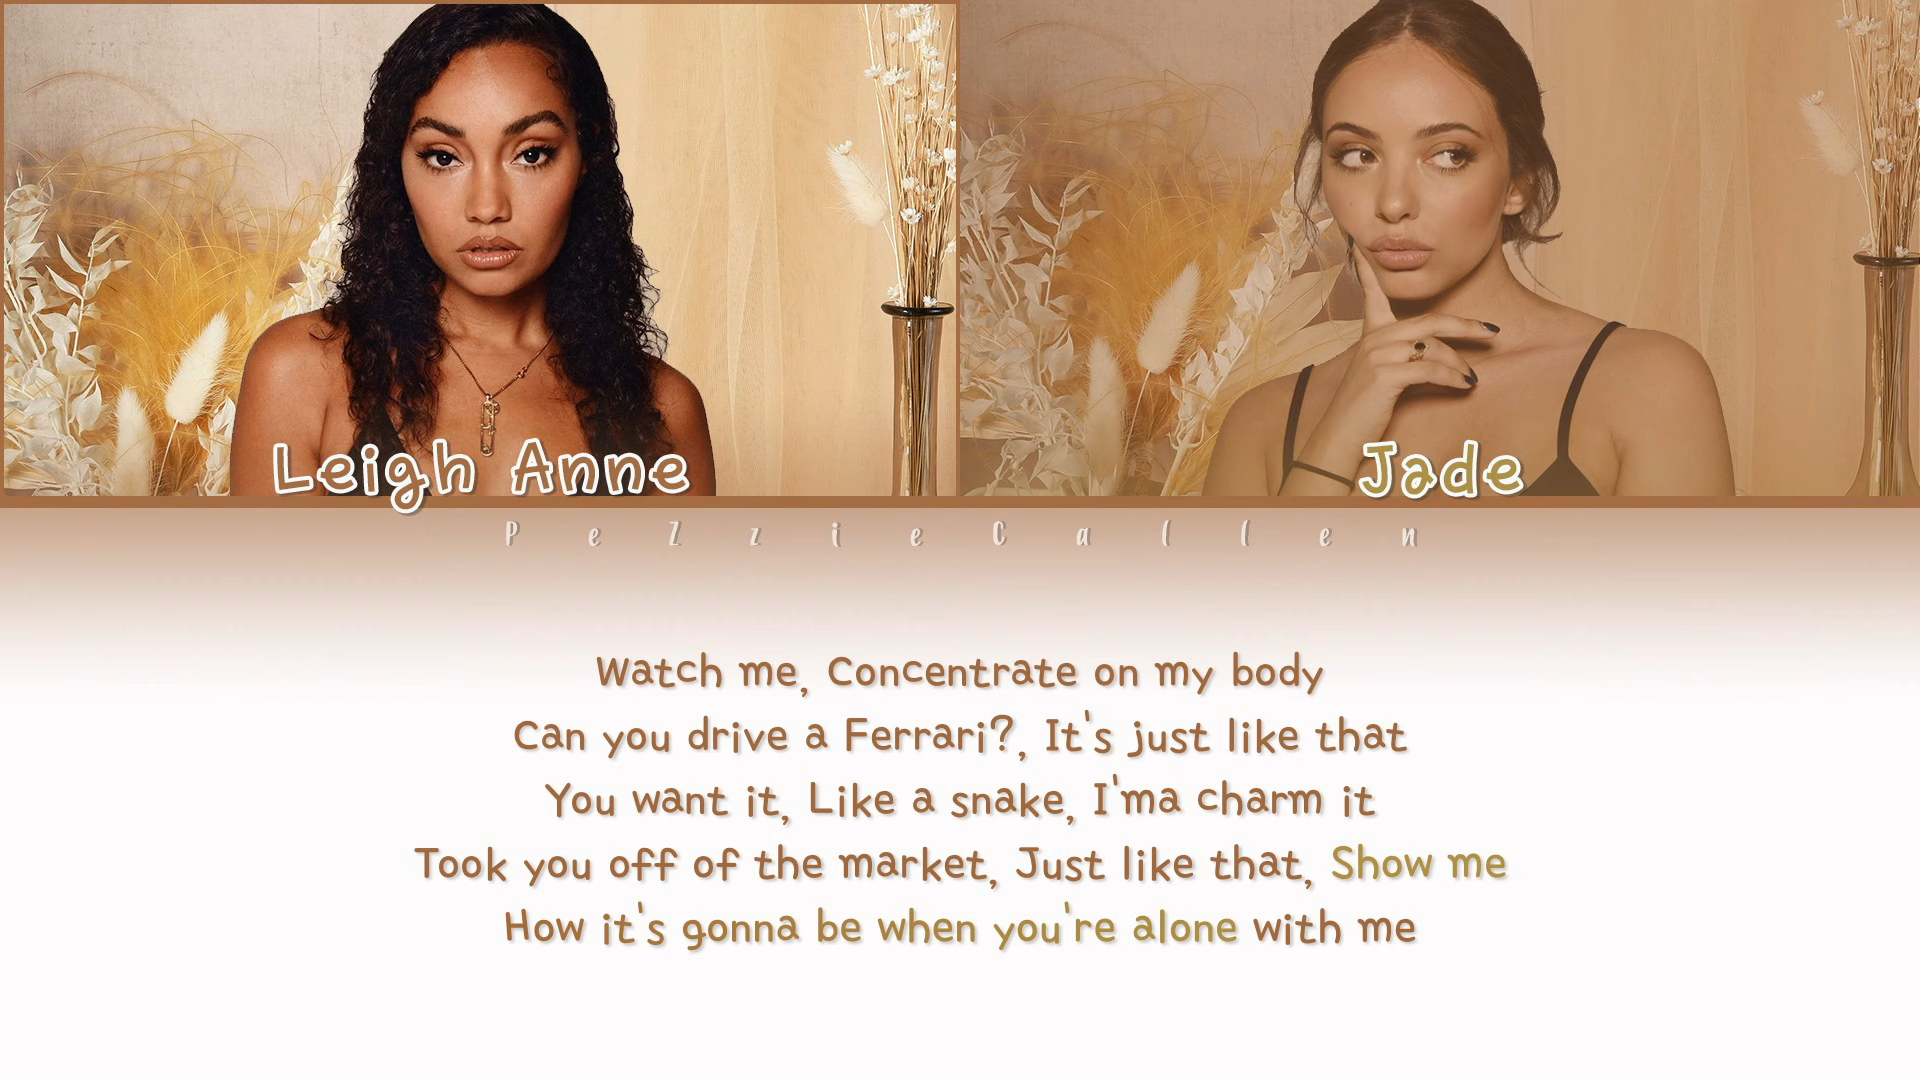 Leigh Anne
Jade
PeZzieCallen
Watch me, Concentrate on my body
Can you drive a Ferrari?, It's just like that
You want it, Like a snake, I'ma charm it
Took you off of the market, Just like that, Show me
How it's gonna be when you're alone with me